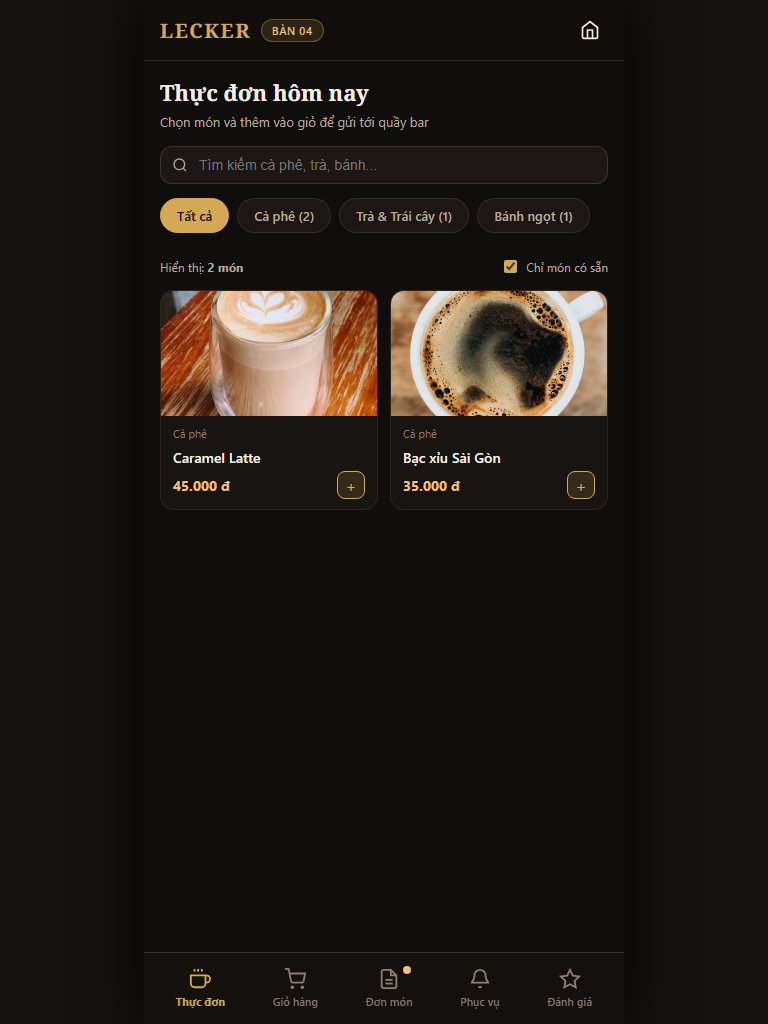 LECKER BÀN 04
Thực đơn hôm nay
Chọn món và thêm vào giỏ để gửi tới quầy bar
Tìm kiếm cà phê, trà, bánh...
Tất cả Cà phê (2) Trà & Trái cây (1) Bánh ngọt (1)
Hiển thị: 2 món Chỉ món có sẵn
Cà phê
Caramel Latte
45.000 đ +
Cà phê
Bạc xỉu Sài Gòn
35.000 đ +
Thực đơn Giỏ hàng Đơn món Phục vụ Đánh giá